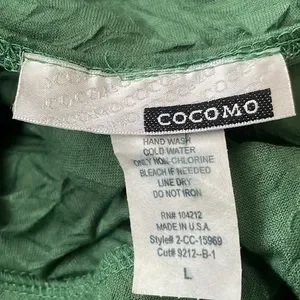 COCOMO
HAND WASH
COLD WATER
ONLY NON-CHLORINE
BLEACH IF NEEDED
LINE DRY
DO NOT IRON
RN# 104212
MADE IN U.S.A.
Style# 2-CC-15969
Cut# 9212--B-1
L